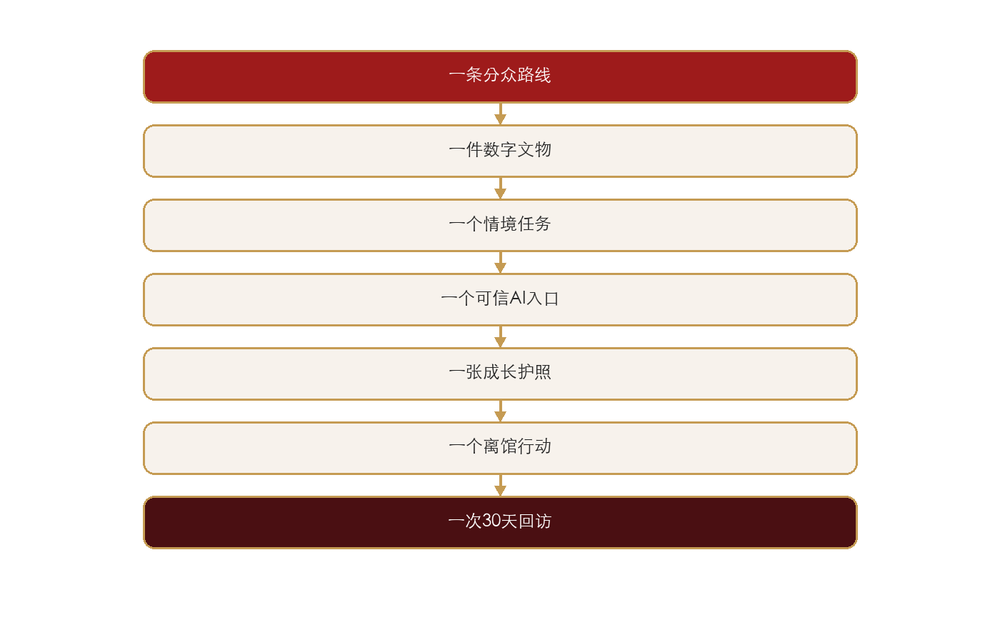 一条分众路线
一件数字文物
一个情境任务
一个可信AI入口
一张成长护照
一个离馆行动
一次30天回访